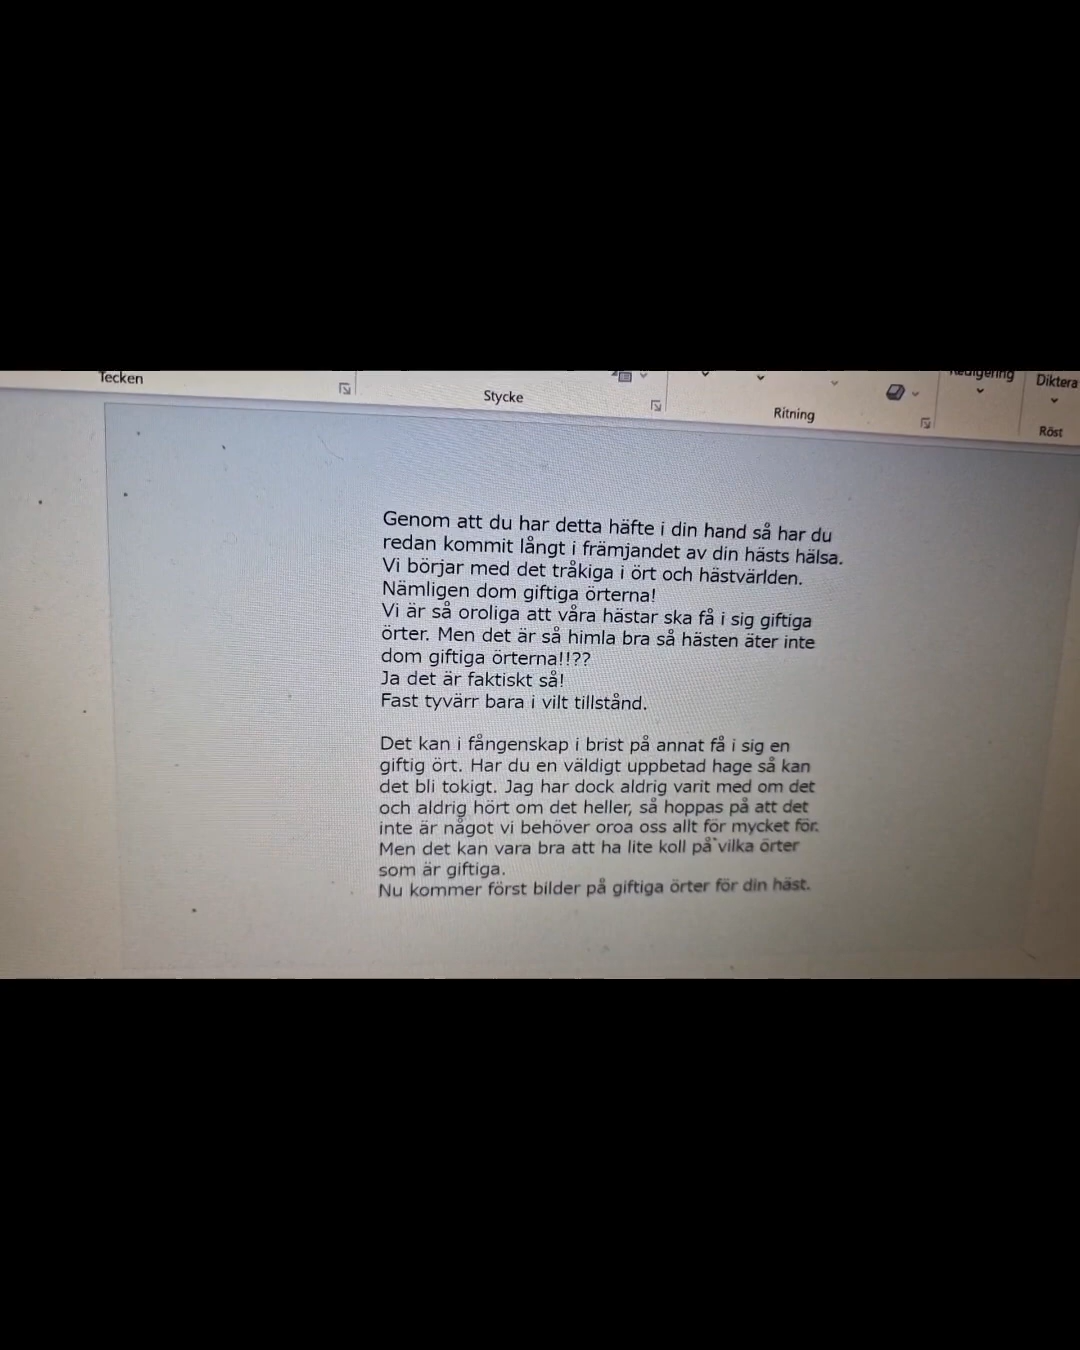 Tecken
Stycke
Ritning
Redigering
Diktera
Röst
Genom att du har detta häfte i din hand så har du
redan kommit långt i främjandet av din hästs hälsa.
Vi börjar med det tråkiga i ört och hästvärlden.
Nämligen dom giftiga örterna!
Vi är så oroliga att våra hästar ska få i sig giftiga
örter. Men det är så himla bra så hästen äter inte
dom giftiga örterna!!??
Ja det är faktiskt så!
Fast tyvärr bara i vilt tillstånd.
Det kan i fångenskap i brist på annat få i sig en
giftig ört. Har du en väldigt uppbetad hage så kan
det bli tokigt. Jag har dock aldrig varit med om det
och aldrig hört om det heller, så hoppas på att det
inte är något vi behöver oroa oss allt för mycket för.
Men det kan vara bra att ha lite koll på vilka örter
som är giftiga.
Nu kommer först bilder på giftiga örter för din häst.